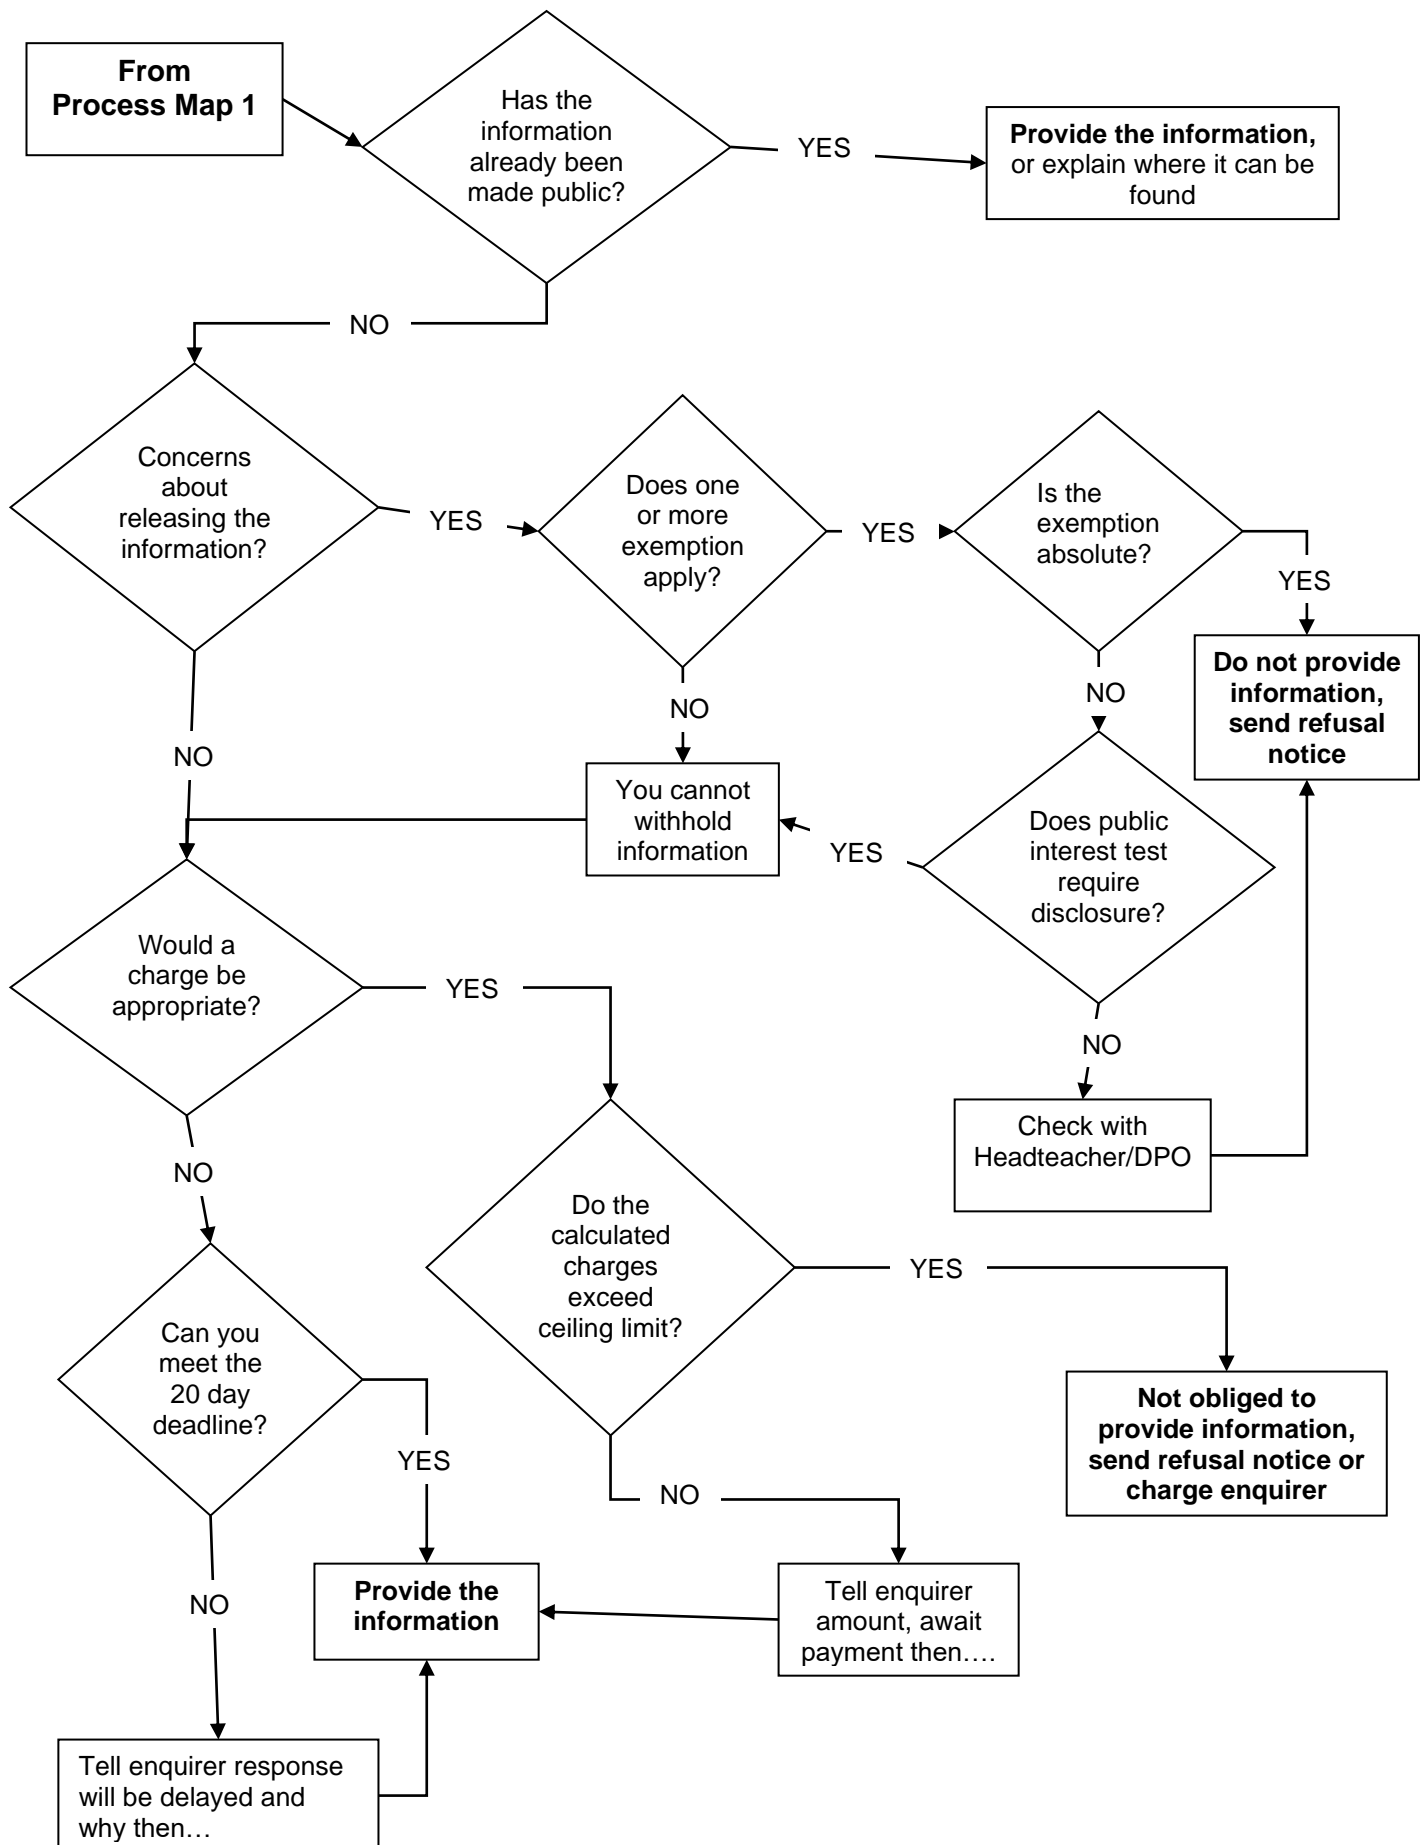 From
Process Map 1
Has the
information
already been
made public?
YES
Provide the information,
or explain where it can be
found
NO
Concerns
about
releasing the
information?
YES
Does one
or more
exemption
apply?
YES
Is the
exemption
absolute?
YES
Do not provide
information,
send refusal
notice
NO
NO
NO
You cannot
withhold
information
YES
Does public
interest test
require
disclosure?
Would a
charge be
appropriate?
YES
NO
Check with
Headteacher/DPO
NO
Do the
calculated
charges
exceed
ceiling limit?
YES
Can you
meet the
20 day
deadline?
Not obliged to
provide information,
send refusal notice or
charge enquirer
YES
NO
NO
Provide the
information
Tell enquirer
amount, await
payment then….
Tell enquirer response
will be delayed and
why then…